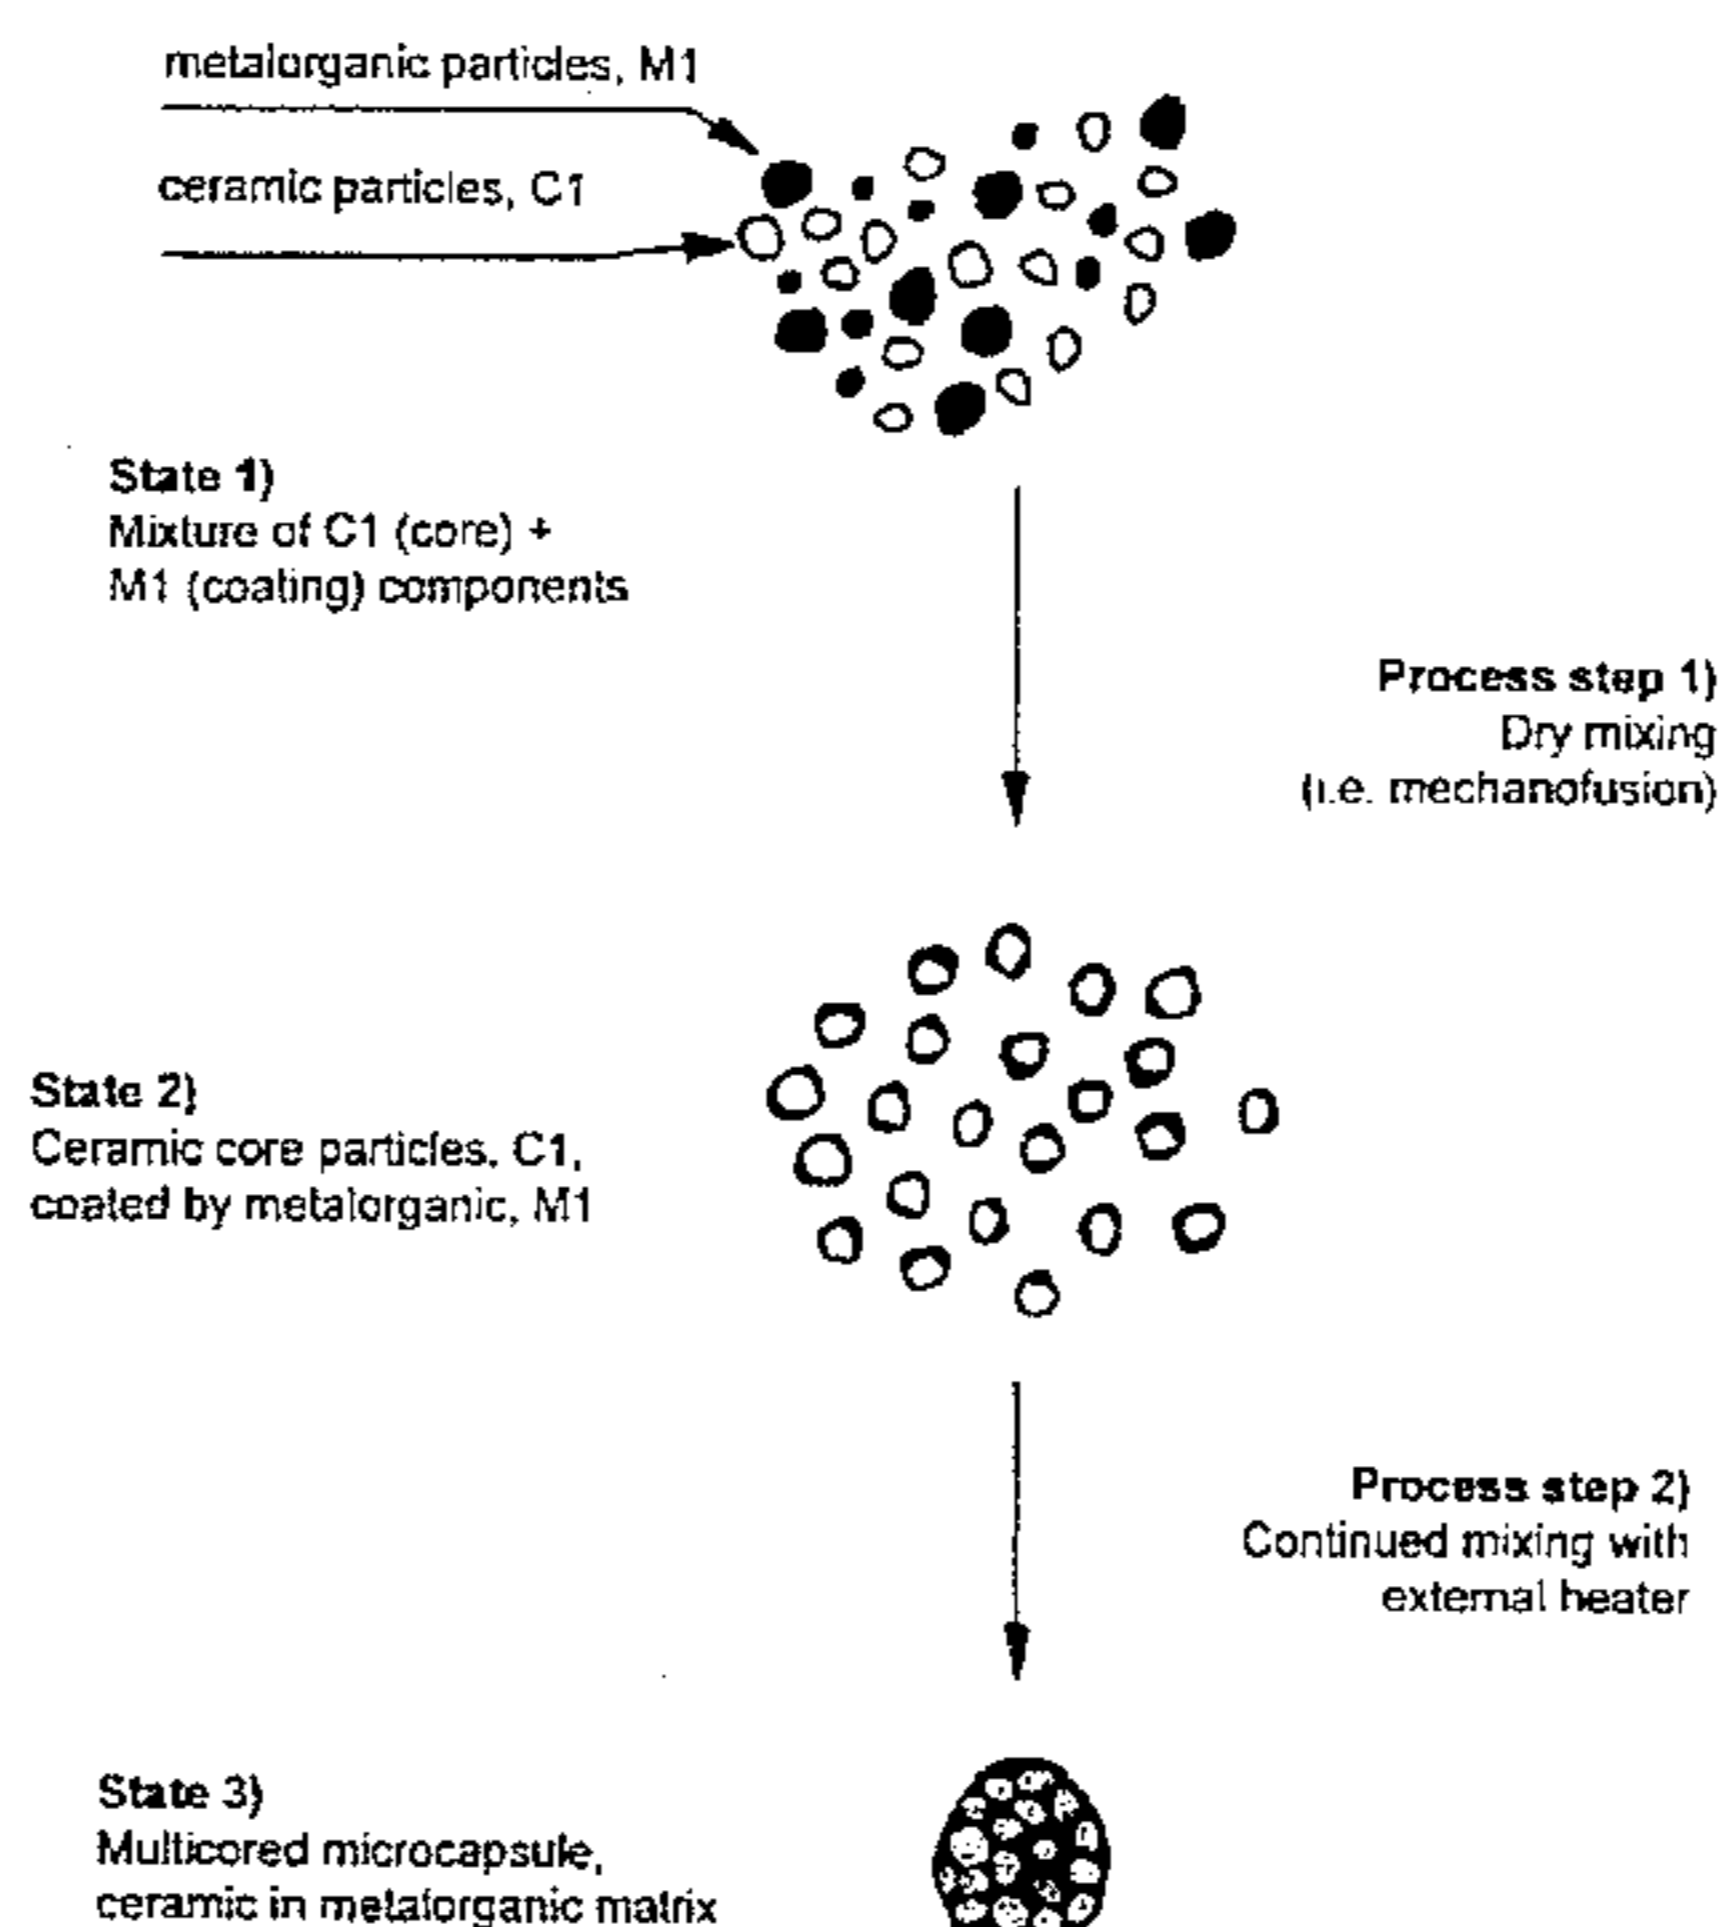 metalorganic particles, M1
ceramic particles, C1
State 1)
Mixture of C1 (core) +
M1 (coating) components
Process step 1)
Dry mixing
(i.e. mechanofusion)
State 2)
Ceramic core particles, C1,
coated by metalorganic, M1
Process step 2)
Continued mixing with
external heater
State 3)
Multicored microcapsule,
ceramic in metalorganic matrix